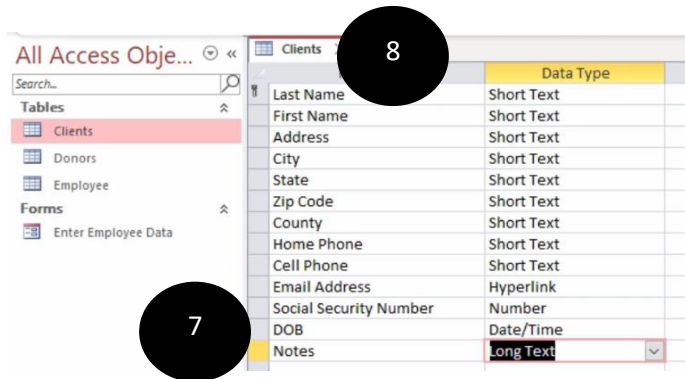 All Access Obje... «
Search...
Tables
Clients
Donors
Employee
Forms
Enter Employee Data
7
Clients
8
Data Type
Last Name Short Text
First Name Short Text
Address Short Text
City Short Text
State Short Text
Zip Code Short Text
County Short Text
Home Phone Short Text
Cell Phone Short Text
Email Address Hyperlink
Social Security Number Number
DOB Date/Time
Notes Long Text